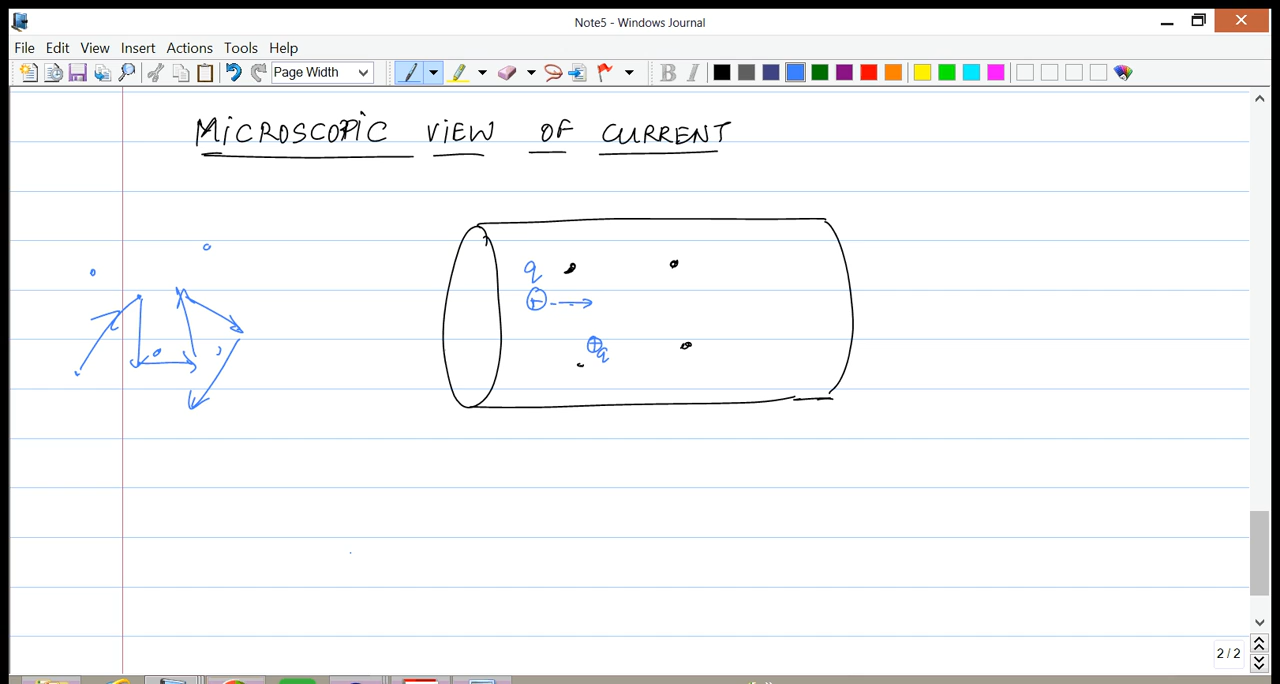 Note5 - Windows Journal
File Edit View Insert Actions Tools Help
Page Width B I
MiCROSCOPiC ViEW OF CURRENT
q
q
2 / 2